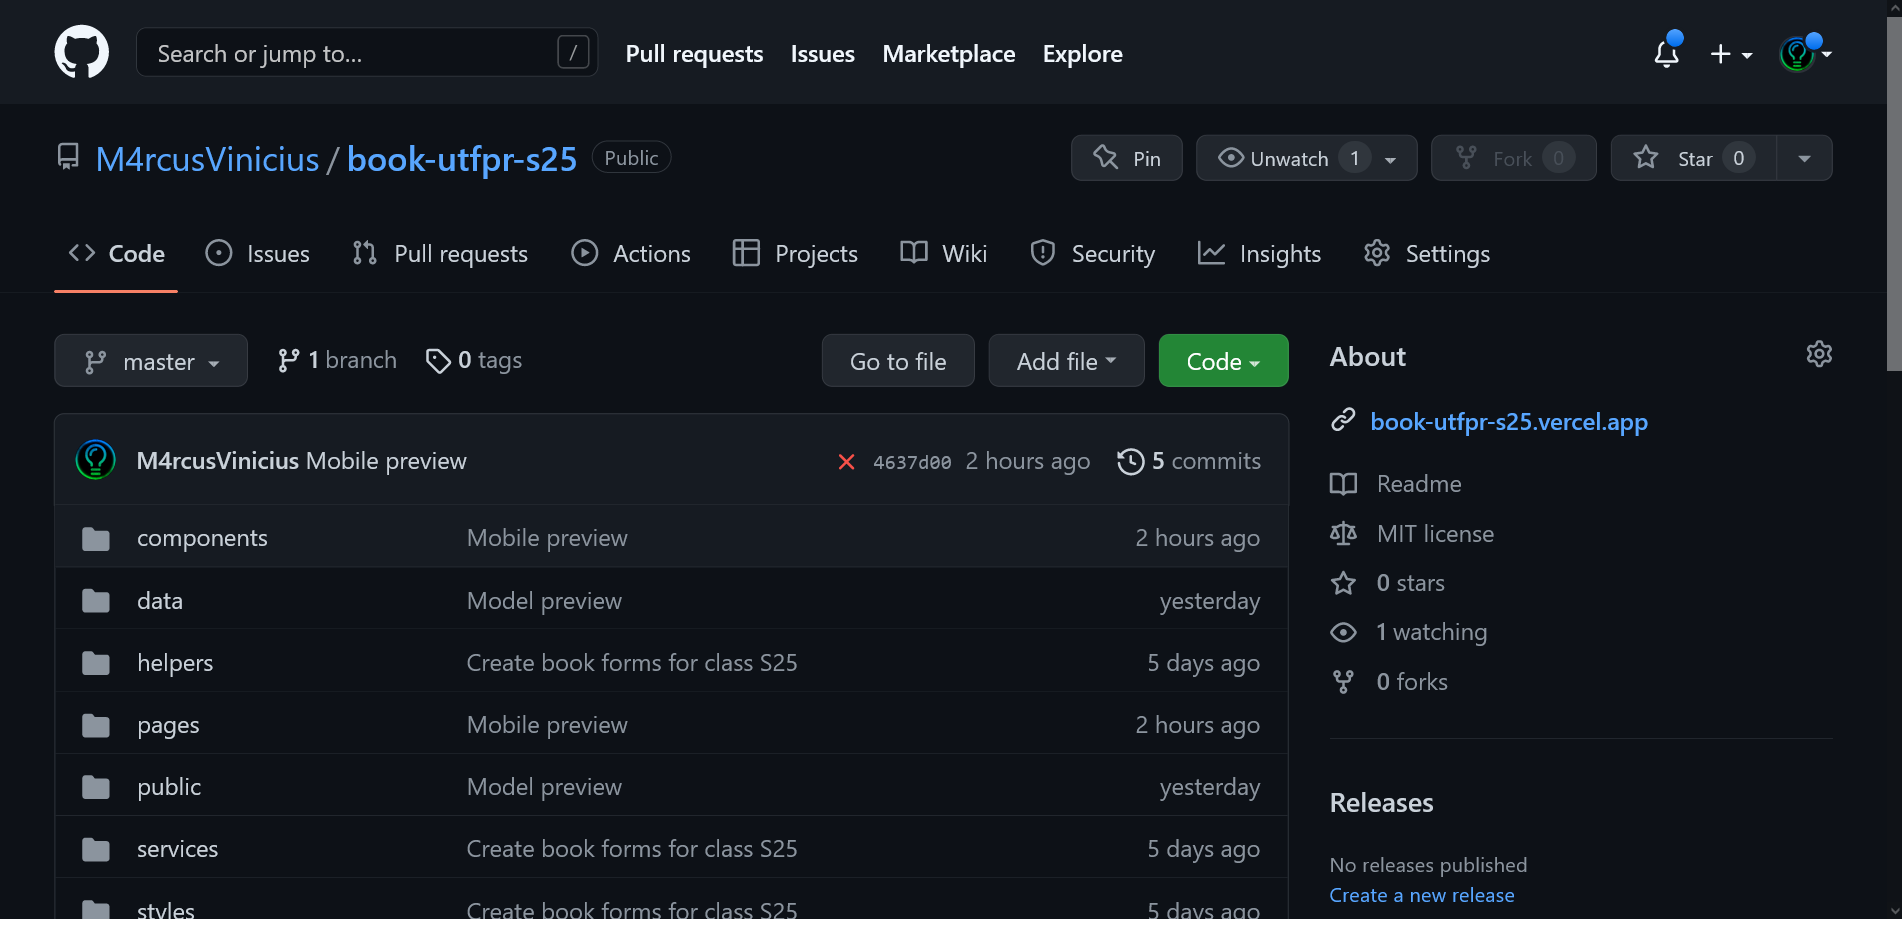 Search or jump to... / Pull requests Issues Marketplace Explore
M4rcusVinicius / book-utfpr-s25 Public Pin Unwatch 1 Fork 0 Star 0
Code Issues Pull requests Actions Projects Wiki Security Insights Settings
master 1 branch 0 tags Go to file Add file Code
M4rcusVinicius Mobile preview 4637d00 2 hours ago 5 commits
components Mobile preview 2 hours ago
data Model preview yesterday
helpers Create book forms for class S25 5 days ago
pages Mobile preview 2 hours ago
public Model preview yesterday
services Create book forms for class S25 5 days ago
styles Create book forms for class S25 5 days ago
About
book-utfpr-s25.vercel.app
Readme
MIT license
0 stars
1 watching
0 forks
Releases
No releases published
Create a new release